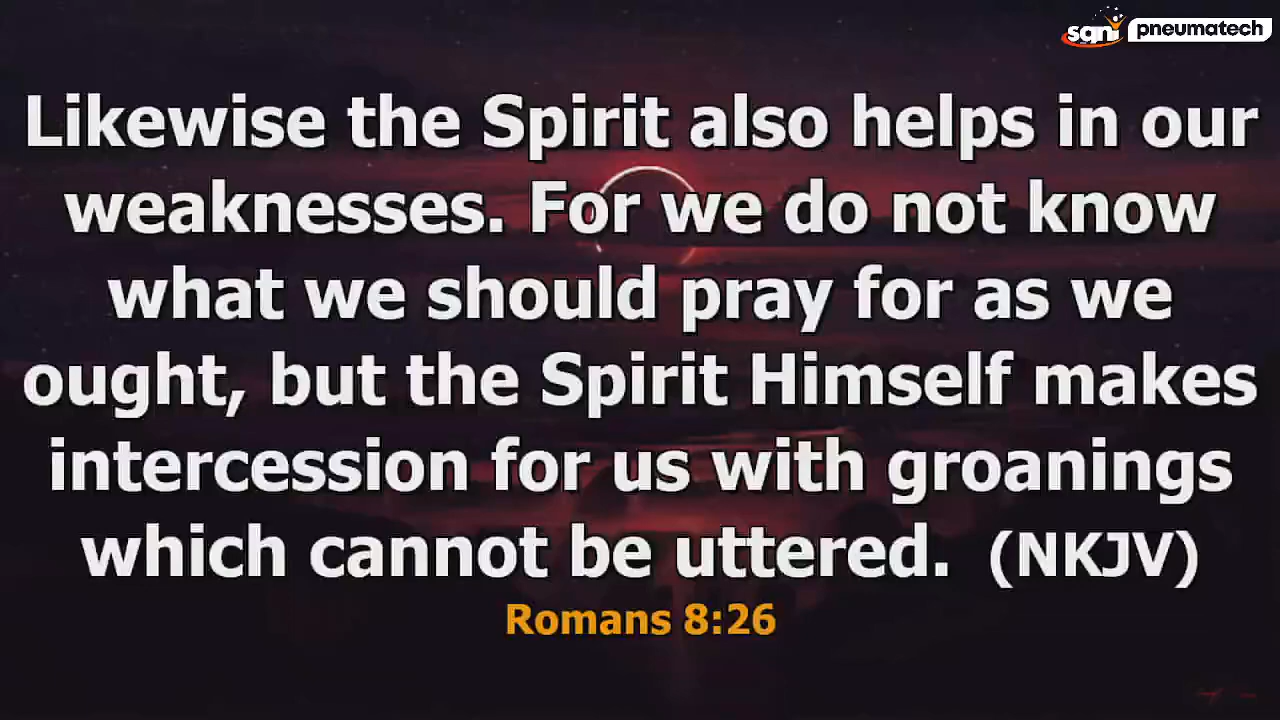 sqni pneumatech
Likewise the Spirit also helps in our
weaknesses. For we do not know
what we should pray for as we
ought, but the Spirit Himself makes
intercession for us with groanings
which cannot be uttered. (NKJV)
Romans 8:26